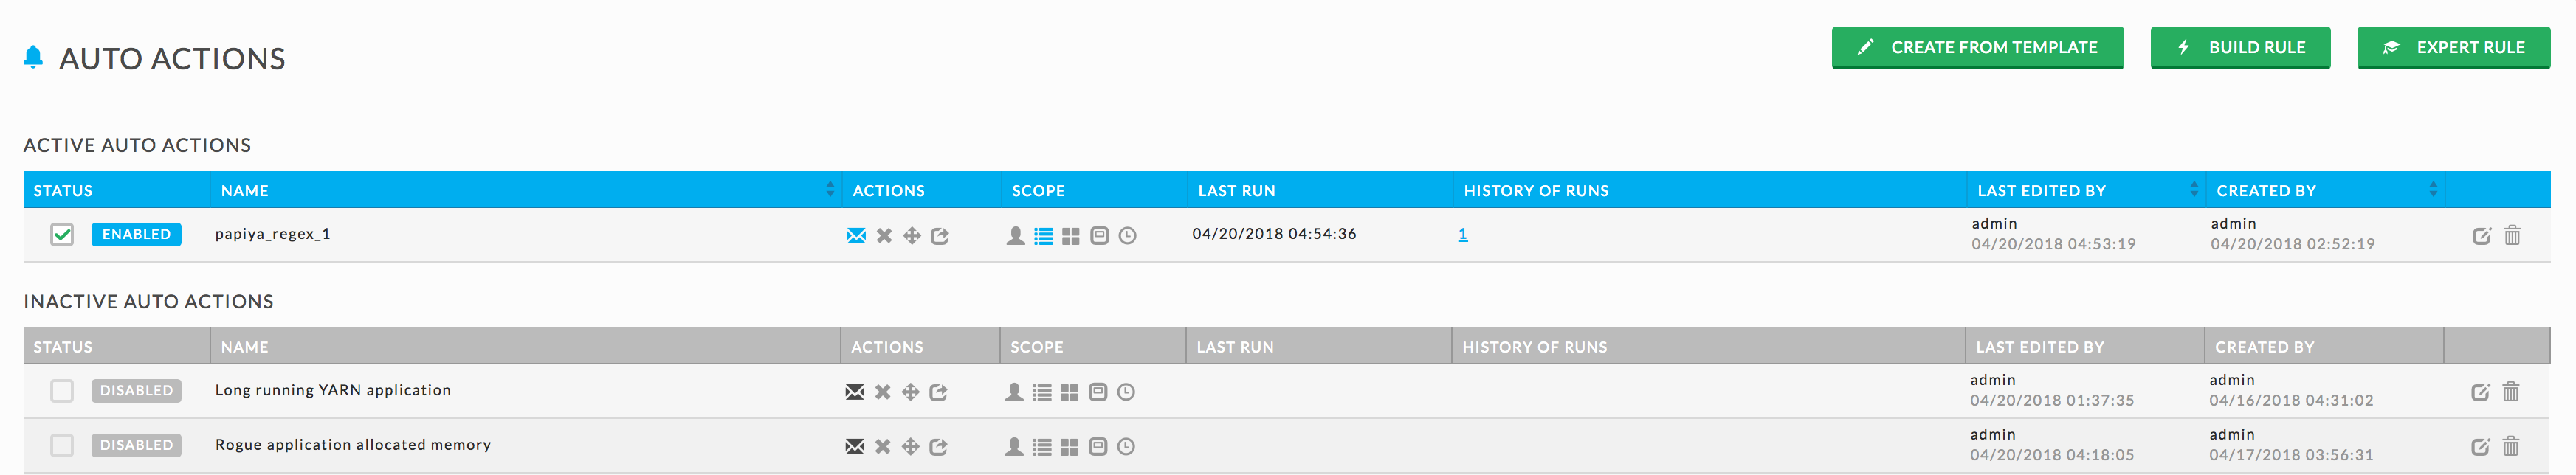 AUTO ACTIONS
CREATE FROM TEMPLATE BUILD RULE EXPERT RULE
ACTIVE AUTO ACTIONS
STATUS NAME ACTIONS SCOPE LAST RUN HISTORY OF RUNS LAST EDITED BY CREATED BY
ENABLED papiya_regex_1 04/20/2018 04:54:36 1 admin admin
04/20/2018 04:53:19 04/20/2018 02:52:19
INACTIVE AUTO ACTIONS
STATUS NAME ACTIONS SCOPE LAST RUN HISTORY OF RUNS LAST EDITED BY CREATED BY
DISABLED Long running YARN application admin admin
04/20/2018 01:37:35 04/16/2018 04:31:02
DISABLED Rogue application allocated memory admin admin
04/20/2018 04:18:05 04/17/2018 03:56:31